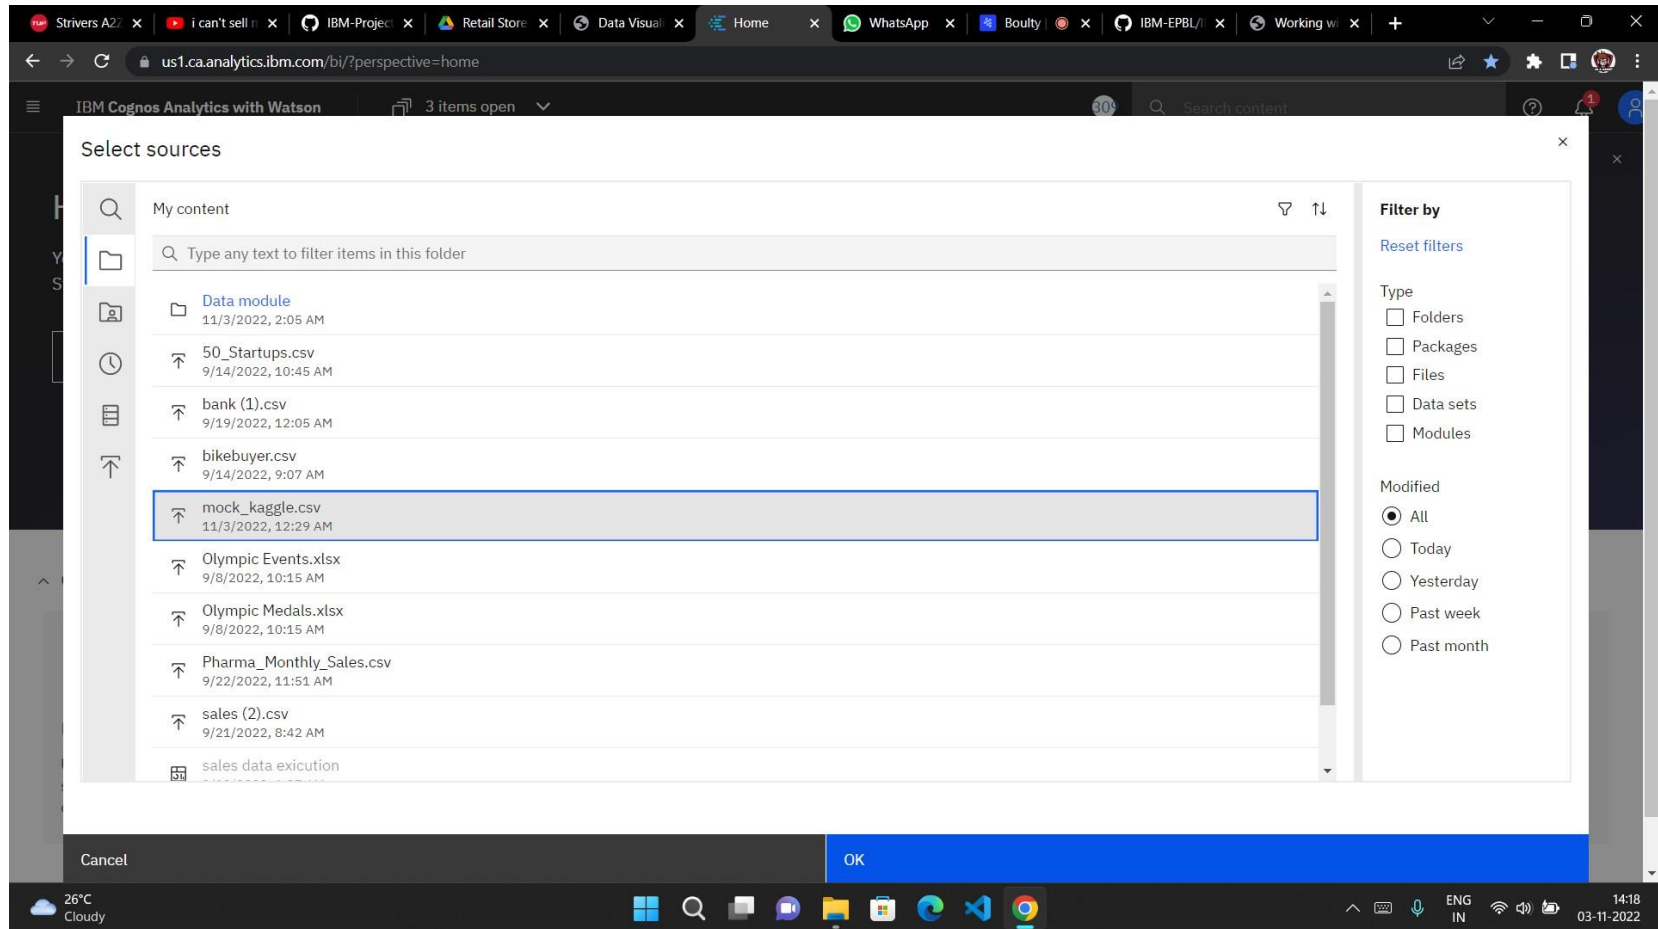 Strivers A2Z
i can't sell
IBM-Project
Retail Store
Data Visual
Home
WhatsApp
Boulty
IBM-EPBL/
Working wi
us1.ca.analytics.ibm.com/bi/?perspective=home
IBM Cognos Analytics with Watson
3 items open
309
Search content
1
Select sources
My content
Type any text to filter items in this folder
Data module
11/3/2022, 2:05 AM
50_Startups.csv
9/14/2022, 10:45 AM
bank (1).csv
9/19/2022, 12:05 AM
bikebuyer.csv
9/14/2022, 9:07 AM
mock_kaggle.csv
11/3/2022, 12:29 AM
Olympic Events.xlsx
9/8/2022, 10:15 AM
Olympic Medals.xlsx
9/8/2022, 10:15 AM
Pharma_Monthly_Sales.csv
9/22/2022, 11:51 AM
sales (2).csv
9/21/2022, 8:42 AM
sales data exicution
Filter by
Reset filters
Type
Folders
Packages
Files
Data sets
Modules
Modified
All
Today
Yesterday
Past week
Past month
Cancel
OK
26°C
Cloudy
ENG
IN
14:18
03-11-2022